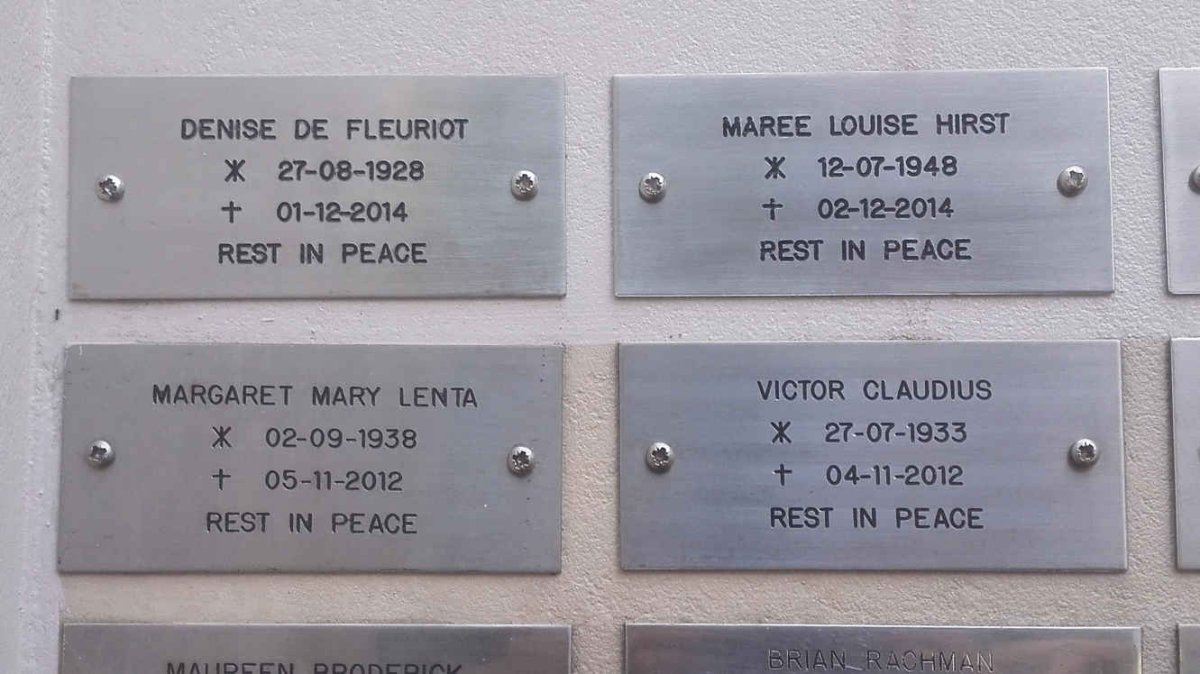 DENISE DE FLEURIOT
27-08-1928
† 01-12-2014
REST IN PEACE
MAREE LOUISE HIRST
12-07-1948
† 02-12-2014
REST IN PEACE
MARGARET MARY LENTA
02-09-1938
† 05-11-2012
REST IN PEACE
VICTOR CLAUDIUS
27-07-1933
† 04-11-2012
REST IN PEACE
MAUREEN BRODERICK
BRIAN RACHMAN